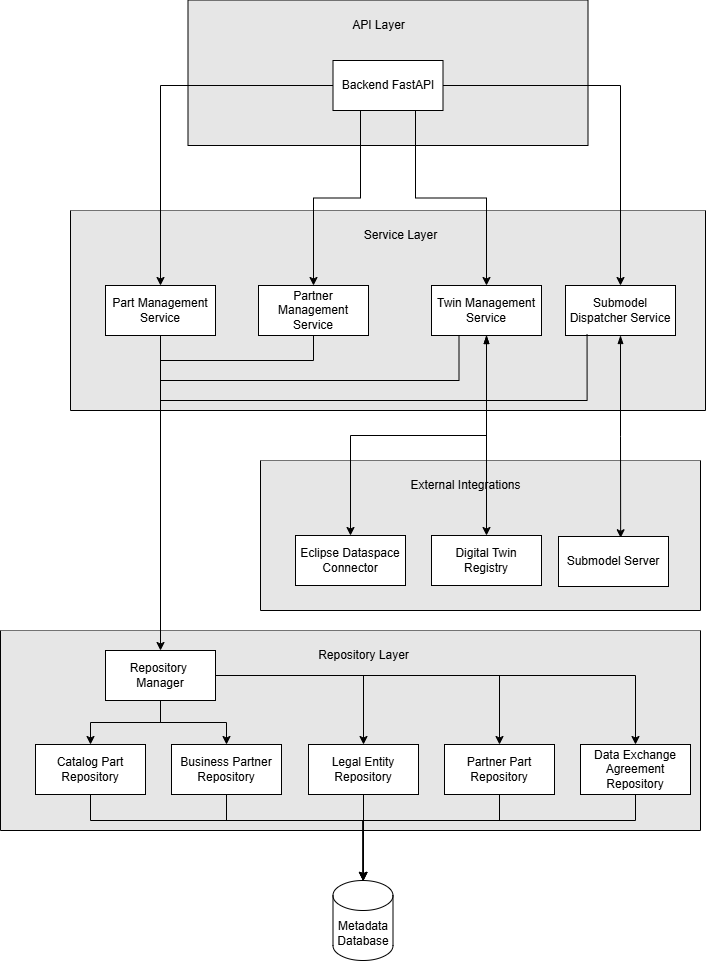 API Layer
Backend FastAPI
Service Layer
Part Management
Service
Partner
Management
Service
Twin Management
Service
Submodel
Dispatcher Service
External Integrations
Eclipse Dataspace
Connector
Digital Twin
Registry
Submodel Server
Repository Layer
Repository
Manager
Catalog Part
Repository
Business Partner
Repository
Legal Entity
Repository
Partner Part
Repository
Data Exchange
Agreement
Repository
Metadata
Database